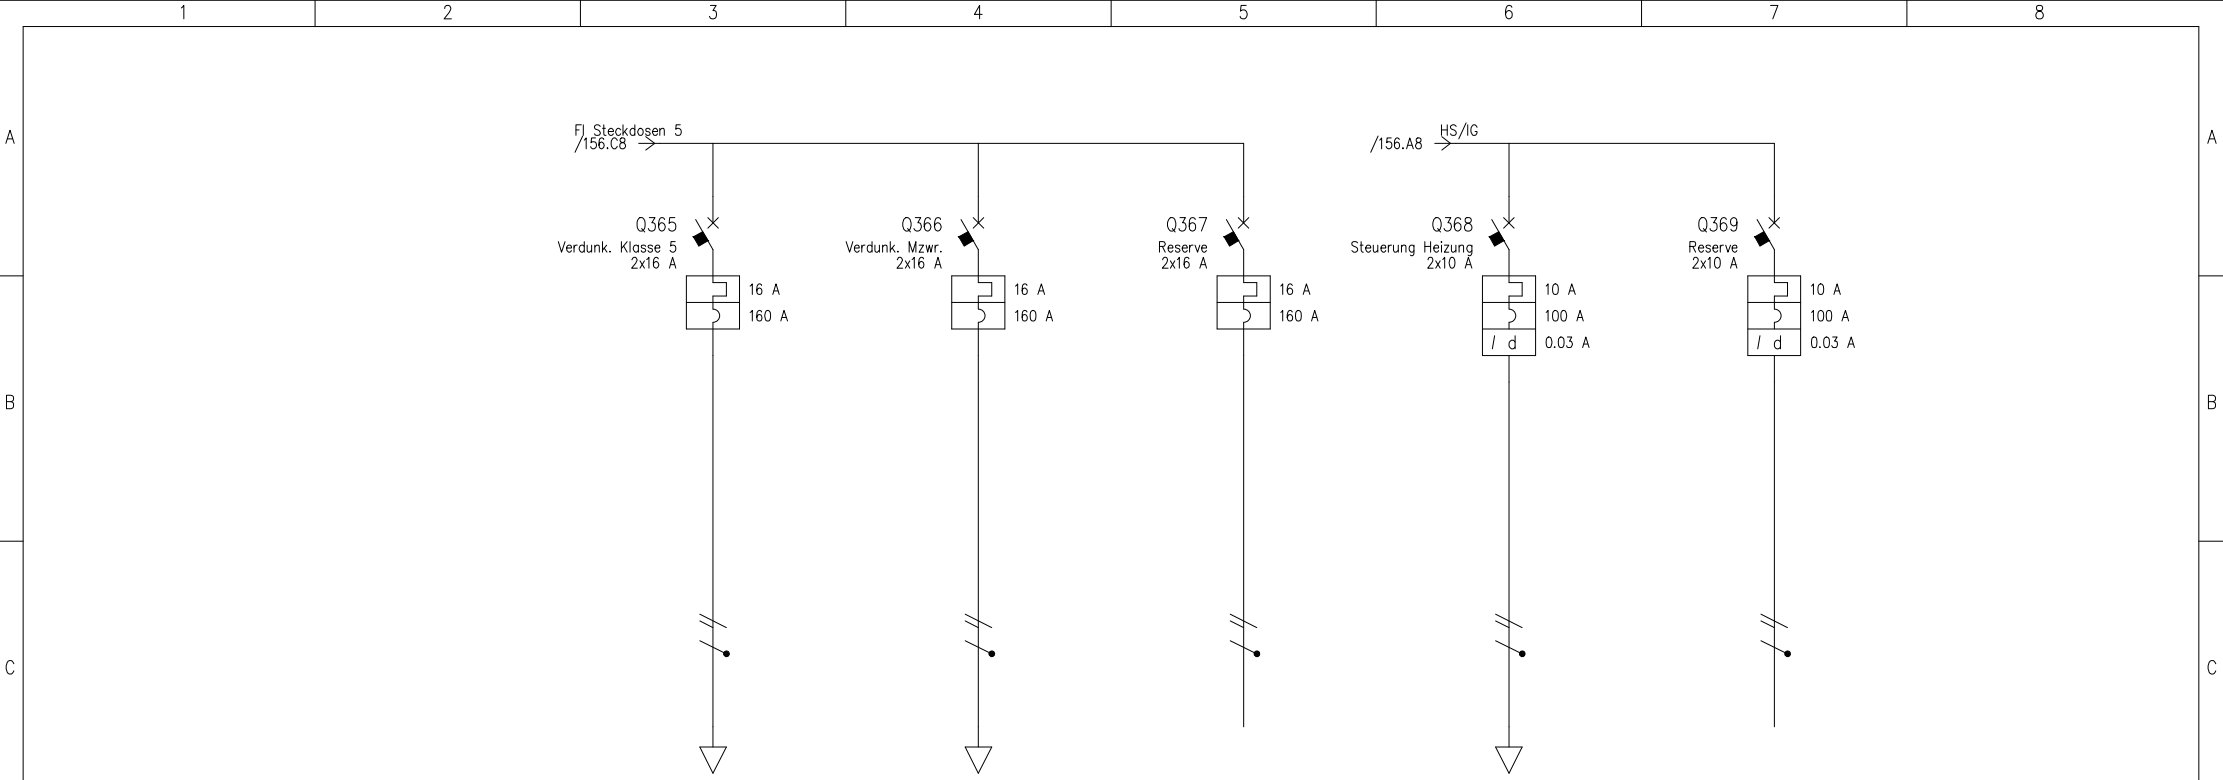 1 2 3 4 5 6 7 8
A A
FI Steckdosen 5
/156.C8
HS/IG
/156.A8
Q365
Verdunk. Klasse 5
2x16 A
16 A
160 A
Q366
Verdunk. Mzwr.
2x16 A
16 A
160 A
Q367
Reserve
2x16 A
16 A
160 A
Q368
Steuerung Heizung
2x10 A
10 A
100 A
I d 0.03 A
Q369
Reserve
2x10 A
10 A
100 A
I d 0.03 A
B B
C C